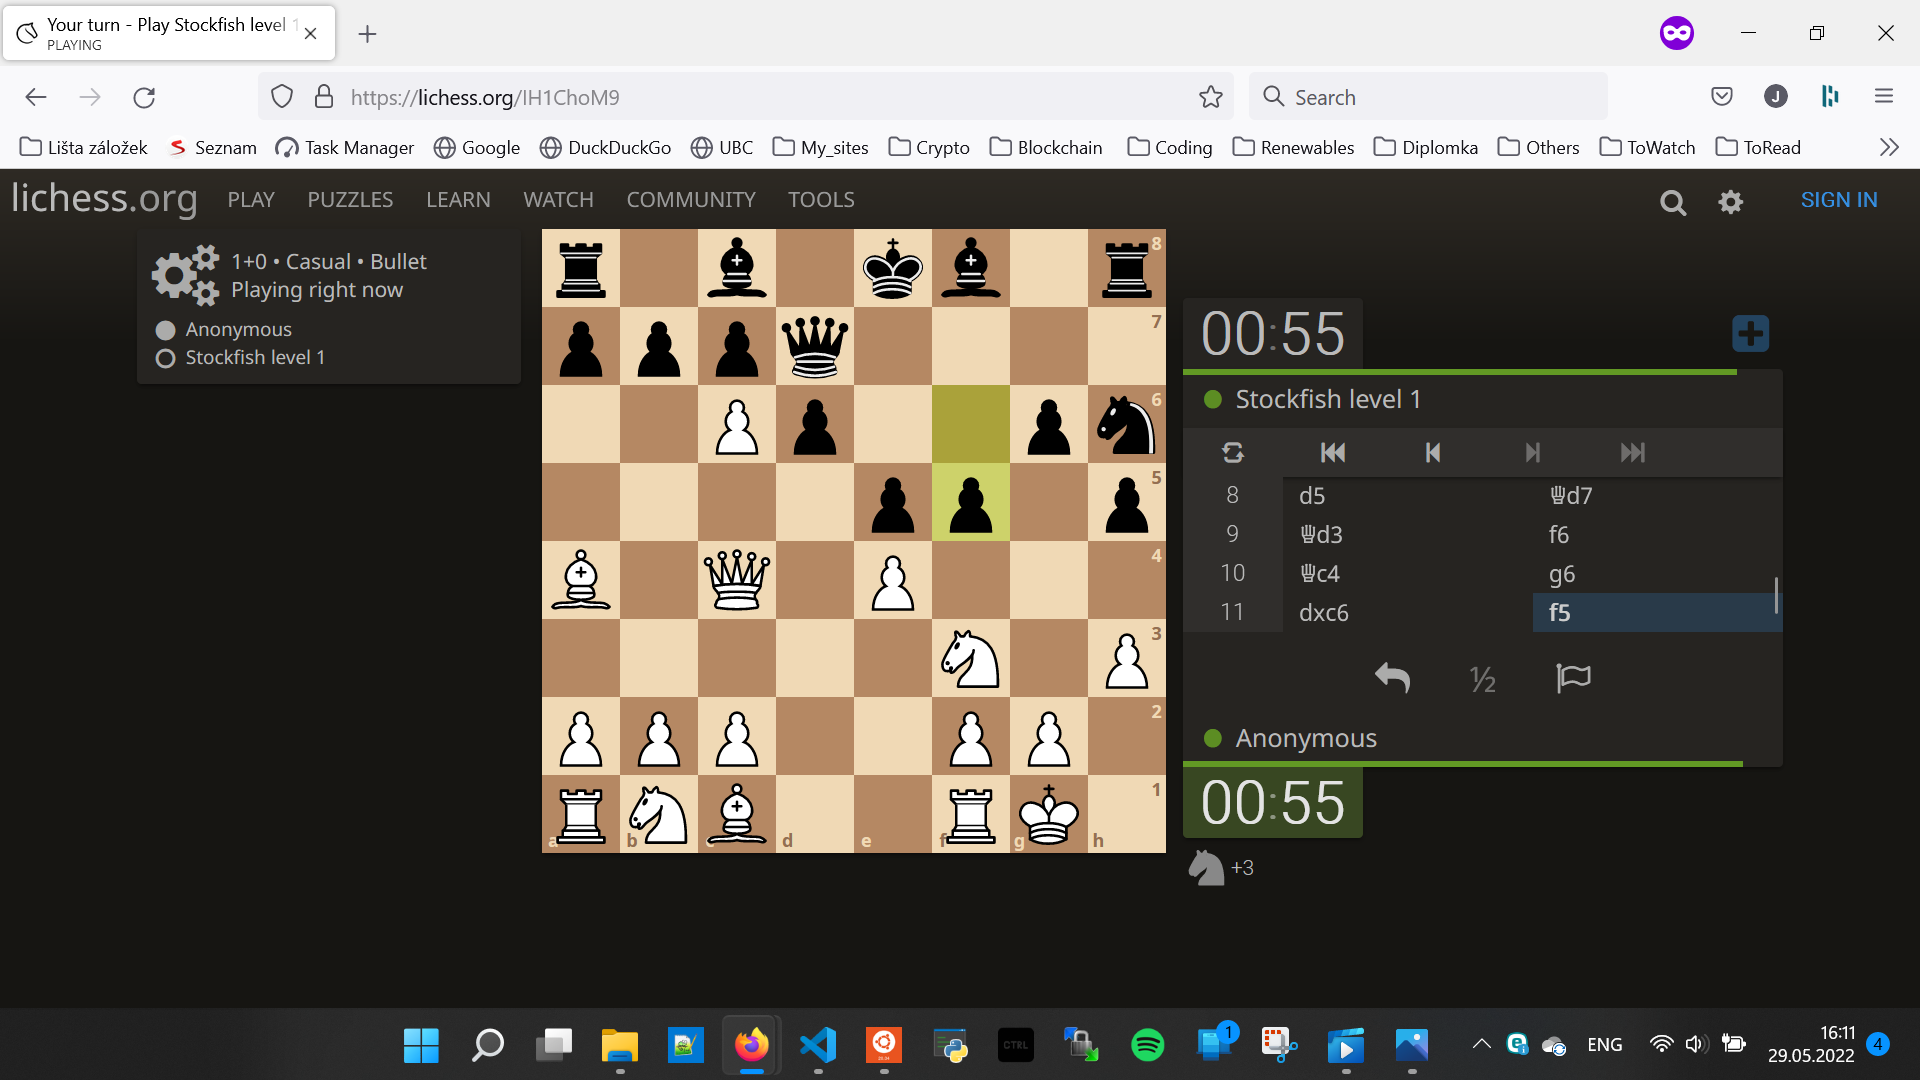 Your turn - Play Stockfish level 1
PLAYING
https://lichess.org/IH1ChoM9
Search
J
Lišta záložek
Seznam
Task Manager
Google
DuckDuckGo
UBC
My_sites
Crypto
Blockchain
Coding
Renewables
Diplomka
Others
ToWatch
ToRead
lichess.org
PLAY
PUZZLES
LEARN
WATCH
COMMUNITY
TOOLS
SIGN IN
1+0 • Casual • Bullet
Playing right now
Anonymous
Stockfish level 1
8
7
6
5
4
3
2
1
a
b
c
d
e
f
g
h
00:55
Stockfish level 1
8 d5 ♕d7
9 ♕d3 f6
10 ♕c4 g6
11 dxc6 f5
½
Anonymous
00:55
+3
CTRL
1
ENG
16:11
29.05.2022
4